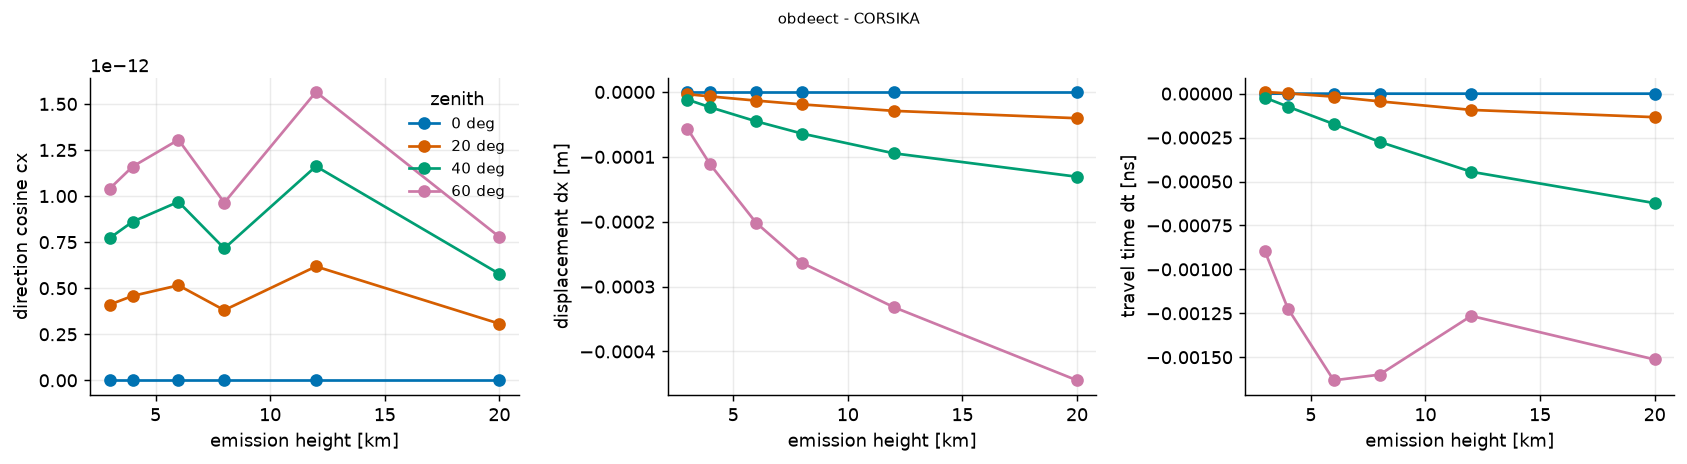 obdeect - CORSIKA
1e−12
direction cosine cx
1.50
1.25
1.00
0.75
0.50
0.25
0.00
5
10
15
20
emission height [km]
zenith
0 deg
20 deg
40 deg
60 deg
displacement dx [m]
0.0000
−0.0001
−0.0002
−0.0003
−0.0004
5
10
15
20
emission height [km]
travel time dt [ns]
0.00000
−0.00025
−0.00050
−0.00075
−0.00100
−0.00125
−0.00150
5
10
15
20
emission height [km]